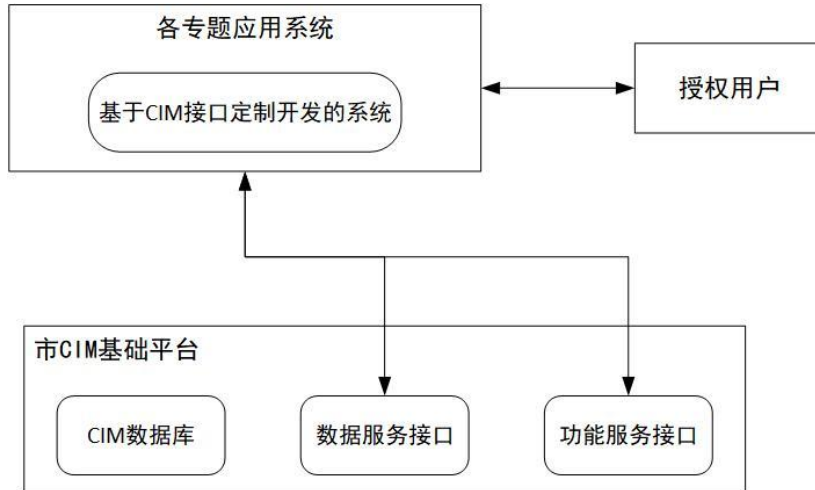 各专题应用系统
基于CIM接口定制开发的系统
授权用户
市CIM基础平台
CIM数据库
数据服务接口
功能服务接口